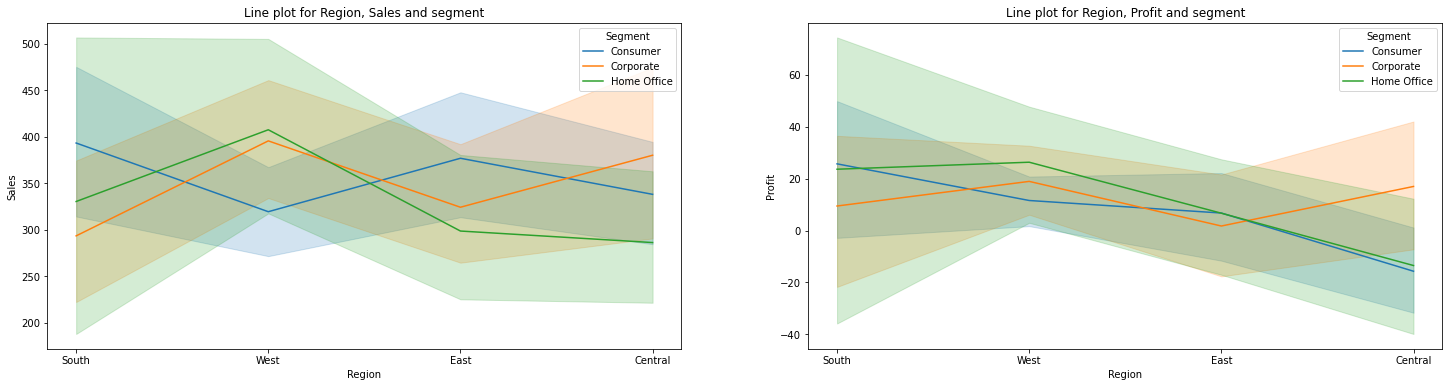 Line plot for Region, Sales and segment
Segment
Consumer
Corporate
Home Office
500
450
400
350
300
250
200
Sales
South West East Central
Region
Line plot for Region, Profit and segment
Segment
Consumer
Corporate
Home Office
60
40
20
0
−20
−40
Profit
South West East Central
Region